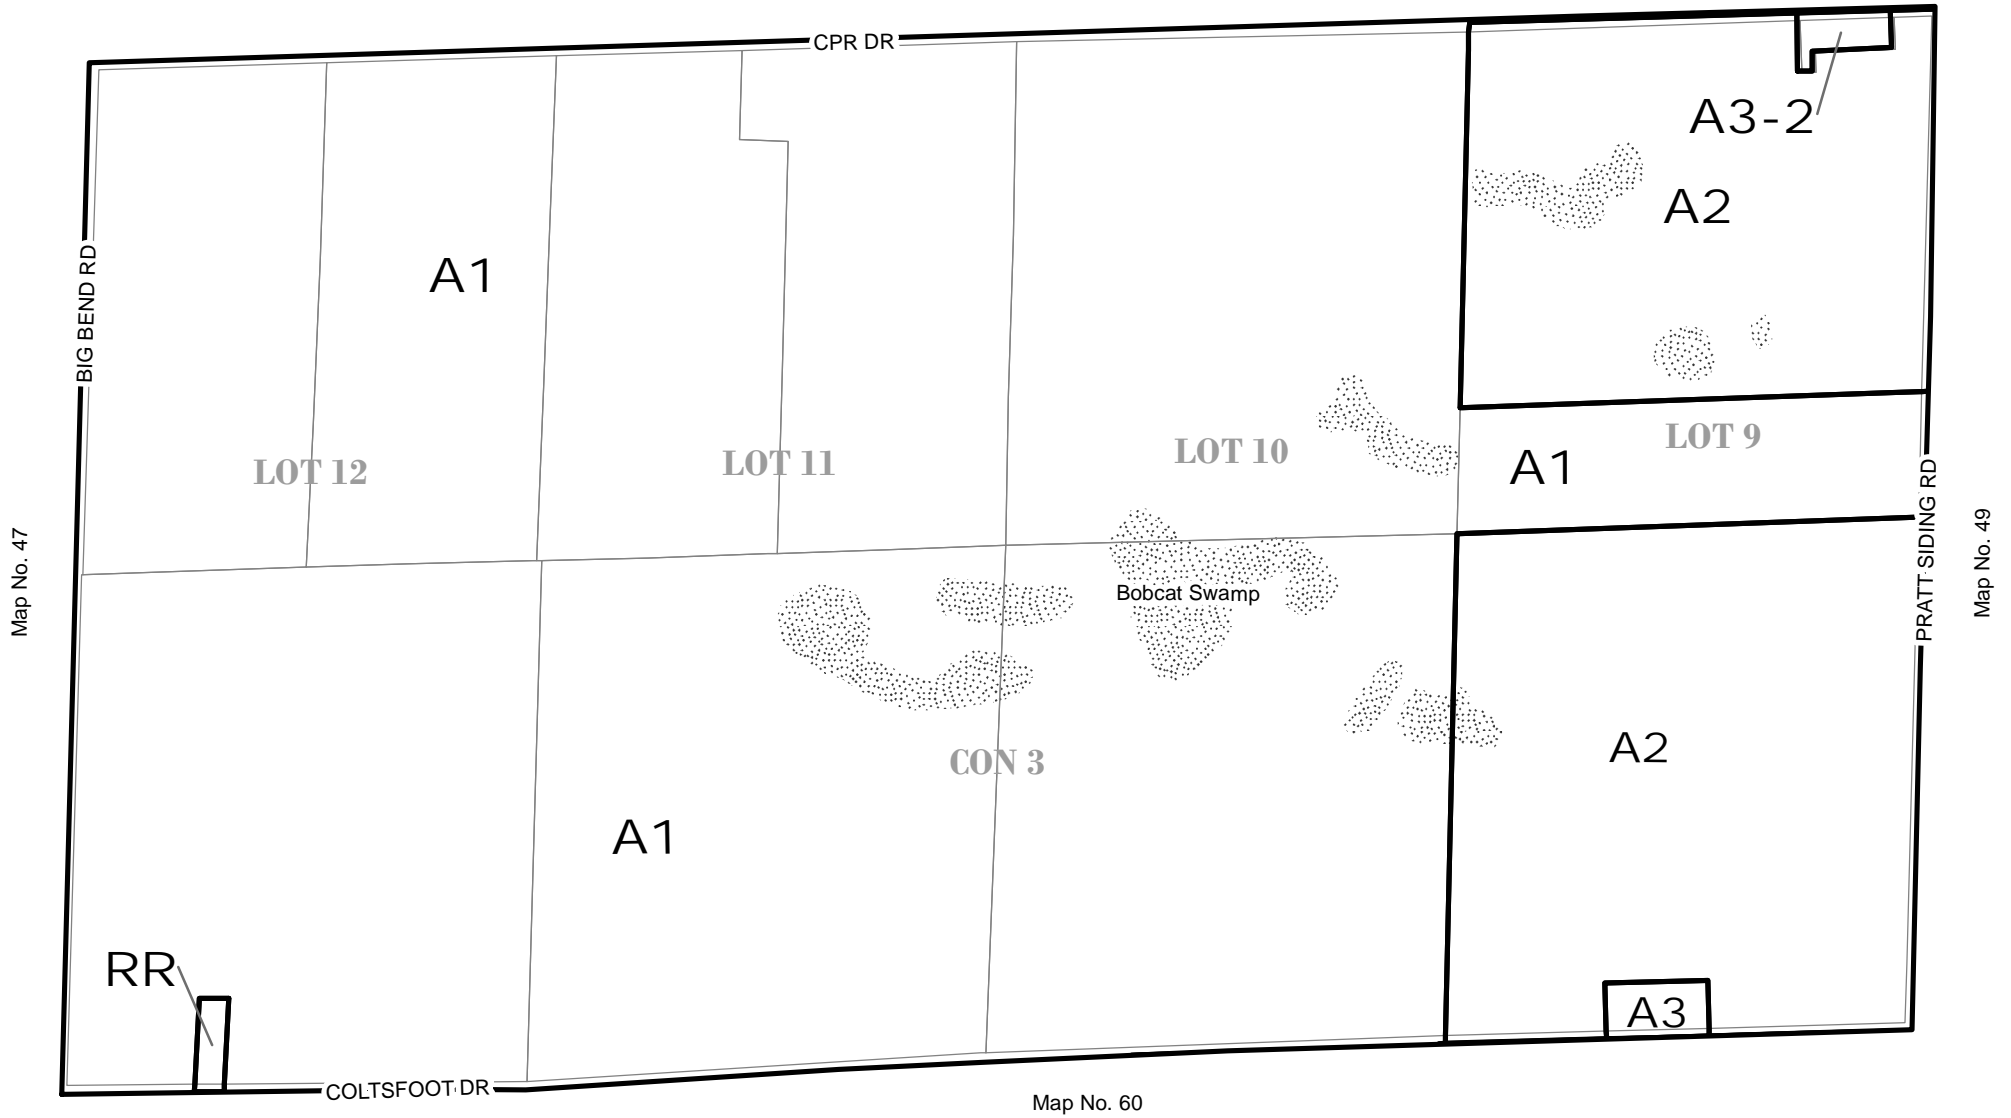 CPR DR
A3-2
A2
BIG BEND RD
A1
LOT 9
LOT 10
LOT 11
LOT 12
A1
PRATT SIDING RD
Map No. 47
Map No. 49
Bobcat Swamp
CON 3
A2
A1
RR
A3
COLTSFOOT DR
Map No. 60